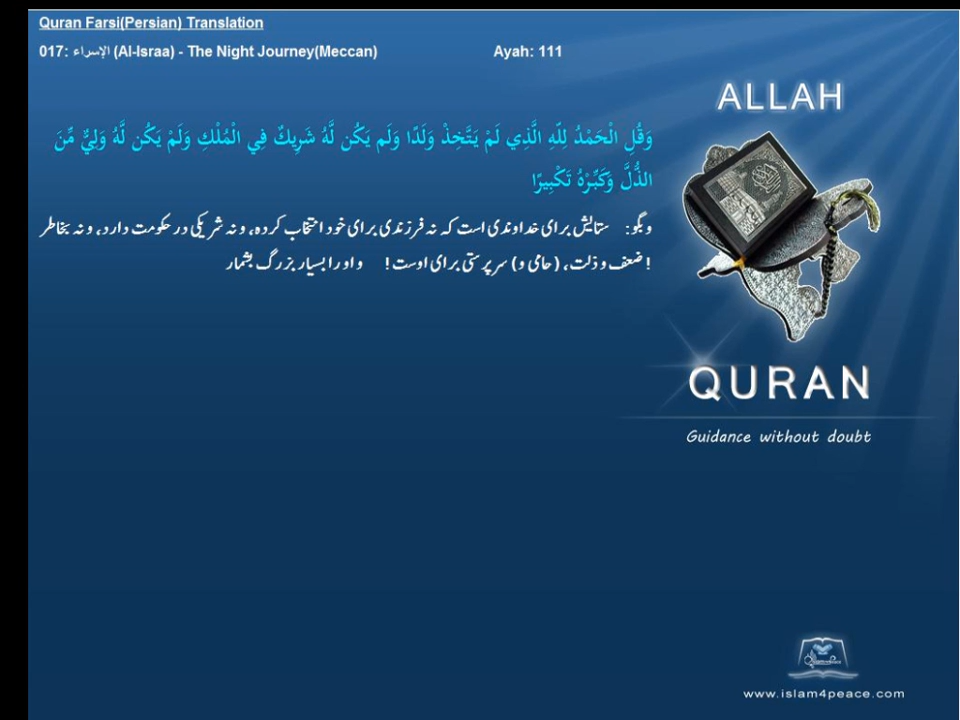 Quran Farsi(Persian) Translation
017: الإسراء (Al-Israa) - The Night Journey(Meccan) Ayah: 111
وَقُلِ الْحَمْدُ لِلّهِ الَّذِي لَمْ يَتَّخِذْ وَلَدًا وَلَم يَكُن لَّهُ شَرِيكٌ فِي الْمُلْكِ وَلَمْ يَكُن لَّهُ وَلِيٌّ مِّنَ
الذُّلَّ وَكَبِّرْهُ تَكْبِيرًا
و بگو: ستایش برای خداوندی است که نه فرزندی برای خود انتخاب کرده، و نه شریکی در حکومت دارد، و نه بخاطر
ضعف و ذلت، (حامی و) سرپرستی برای اوست! و او را بسیار بزرگ بشمار!
ALLAH
QURAN
Guidance without doubt
www.islam4peace.com